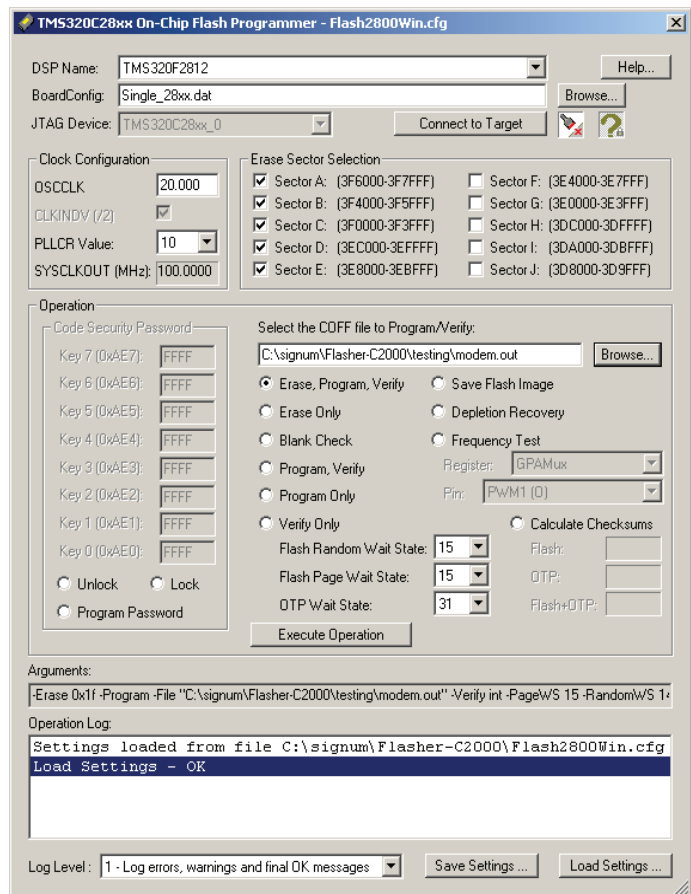 TMS320C28xx On-Chip Flash Programmer - Flash2800Win.cfg
DSP Name: TMS320F2812 Help...
BoardConfig: Single_28xx.dat Browse...
JTAG Device: TMS320C28xx_0 Connect to Target
Clock Configuration
OSCCLK 20.000
CLKINDV (/2)
PLLCR Value: 10
SYSCLKOUT (MHz): 100.0000
Erase Sector Selection
Sector A: (3F6000-3F7FFF) Sector F: (3E4000-3E7FFF)
Sector B: (3F4000-3F5FFF) Sector G: (3E0000-3E3FFF)
Sector C: (3F0000-3F3FFF) Sector H: (3DC000-3DFFFF)
Sector D: (3EC000-3EFFFF) Sector I: (3DA000-3DBFFF)
Sector E: (3E8000-3EBFFF) Sector J: (3D8000-3D9FFF)
Operation
Code Security Password
Key 7 (0xAE7): FFFF
Key 6 (0xAE6): FFFF
Key 5 (0xAE5): FFFF
Key 4 (0xAE4): FFFF
Key 3 (0xAE3): FFFF
Key 2 (0xAE2): FFFF
Key 1 (0xAE1): FFFF
Key 0 (0xAE0): FFFF
Unlock Lock
Program Password
Select the COFF file to Program/Verify:
C:\signum\Flasher-C2000\testing\modem.out Browse...
Erase, Program, Verify Save Flash Image
Erase Only Depletion Recovery
Blank Check Frequency Test
Program, Verify Register: GPAMux
Program Only Pin: PWM1 (0)
Verify Only Calculate Checksums
Flash Random Wait State: 15 Flash:
Flash Page Wait State: 15 OTP:
OTP Wait State: 31 Flash+OTP:
Execute Operation
Arguments:
-Erase 0x1f -Program -File "C:\signum\Flasher-C2000\testing\modem.out" -Verify int -PageWS 15 -RandomWS 14
Operation Log:
Settings loaded from file C:\signum\Flasher-C2000\Flash2800Win.cfg
Load Settings - OK
Log Level : 1 - Log errors, warnings and final OK messages Save Settings ... Load Settings ...